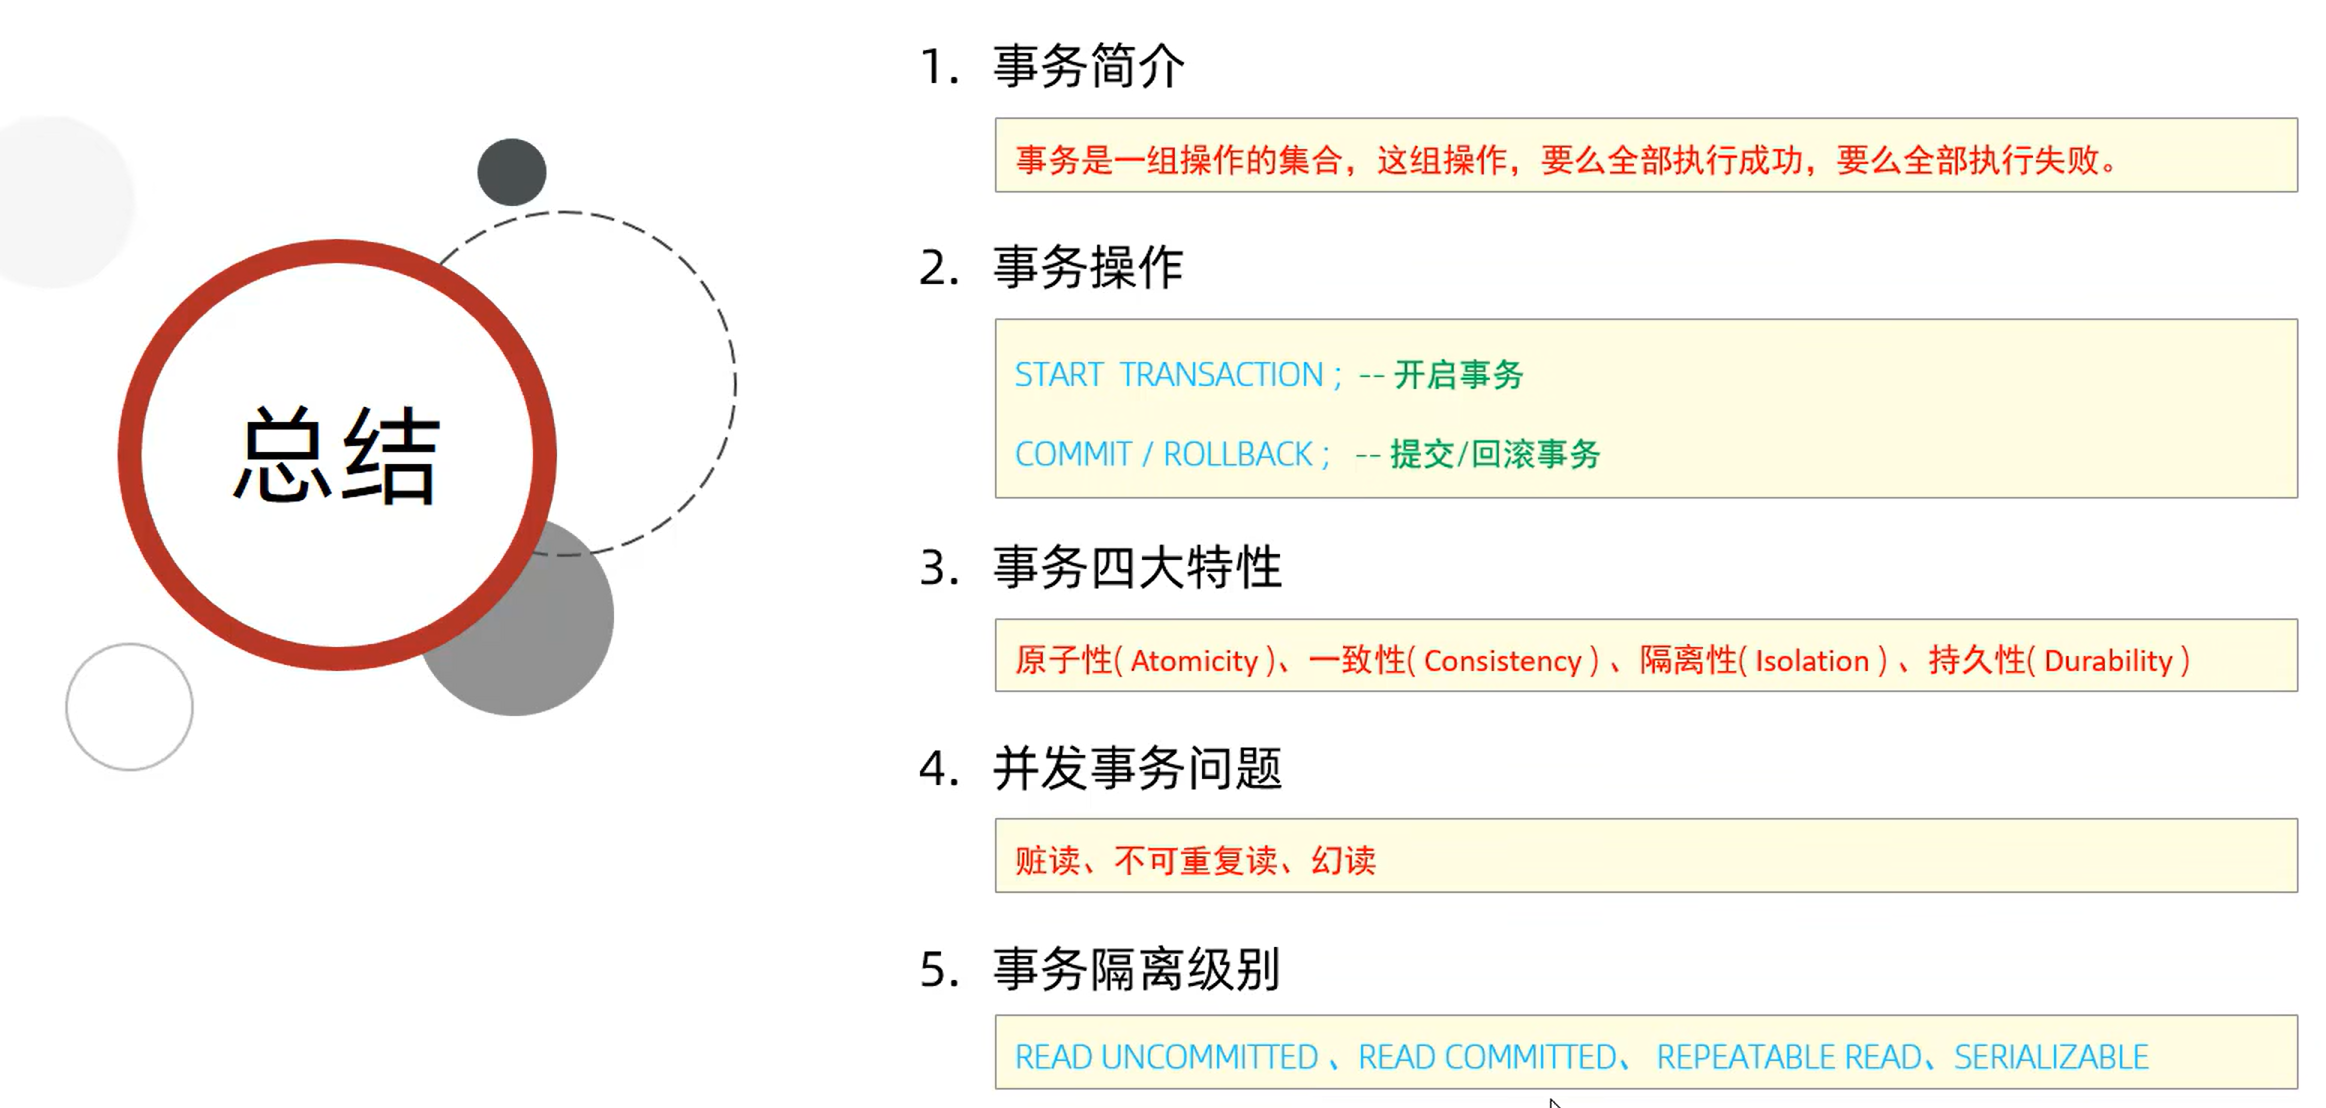 总结
1. 事务简介
事务是一组操作的集合，这组操作，要么全部执行成功，要么全部执行失败。
2. 事务操作
START TRANSACTION ; -- 开启事务
COMMIT / ROLLBACK ; -- 提交/回滚事务
3. 事务四大特性
原子性( Atomicity )、一致性( Consistency ) 、隔离性( Isolation ) 、持久性( Durability )
4. 并发事务问题
脏读、不可重复读、幻读
5. 事务隔离级别
READ UNCOMMITTED 、READ COMMITTED、 REPEATABLE READ、SERIALIZABLE